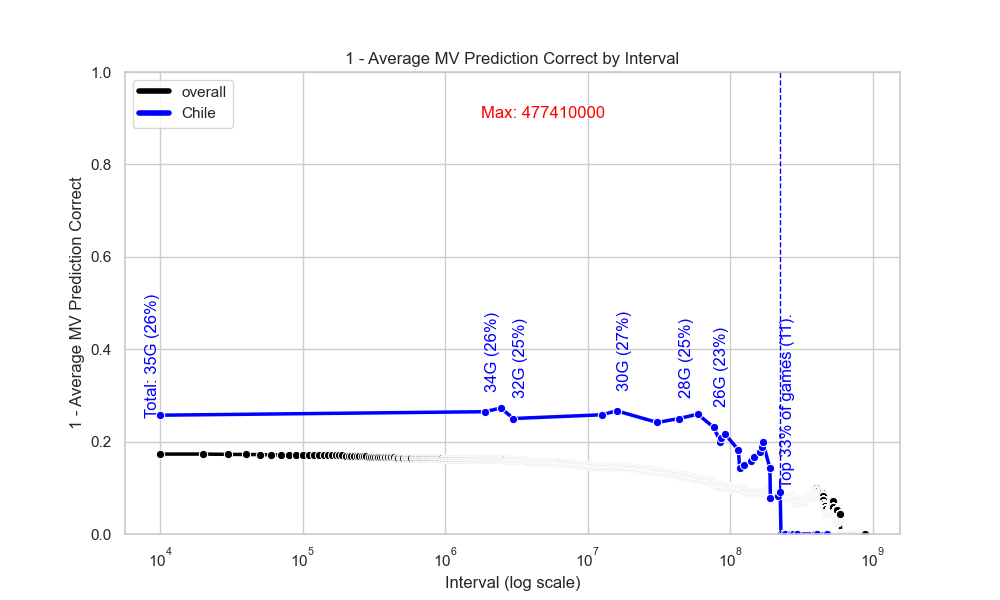 1 - Average MV Prediction Correct by Interval
1.0
0.8
0.6
0.4
0.2
0.0
1 - Average MV Prediction Correct
overall
Chile
Max: 477410000
Total: 35G (26%)
34G (26%)
32G (25%)
30G (27%)
28G (25%)
26G (23%)
Top 33% of games (11).
10^4
10^5
10^6
10^7
10^8
10^9
Interval (log scale)